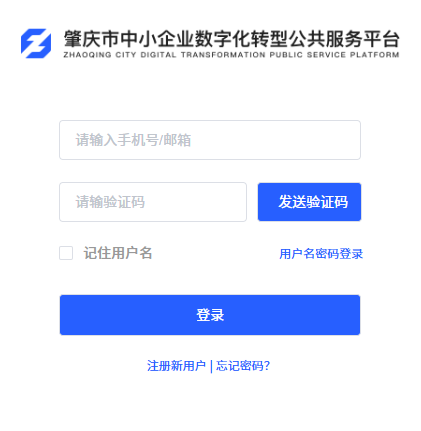 肇庆市中小企业数字化转型公共服务平台
ZHAOQING CITY DIGITAL TRANSFORMATION PUBLIC SERVICE PLATFORM
请输入手机号/邮箱
请输验证码
发送验证码
记住用户名
用户名密码登录
登录
注册新用户 | 忘记密码?